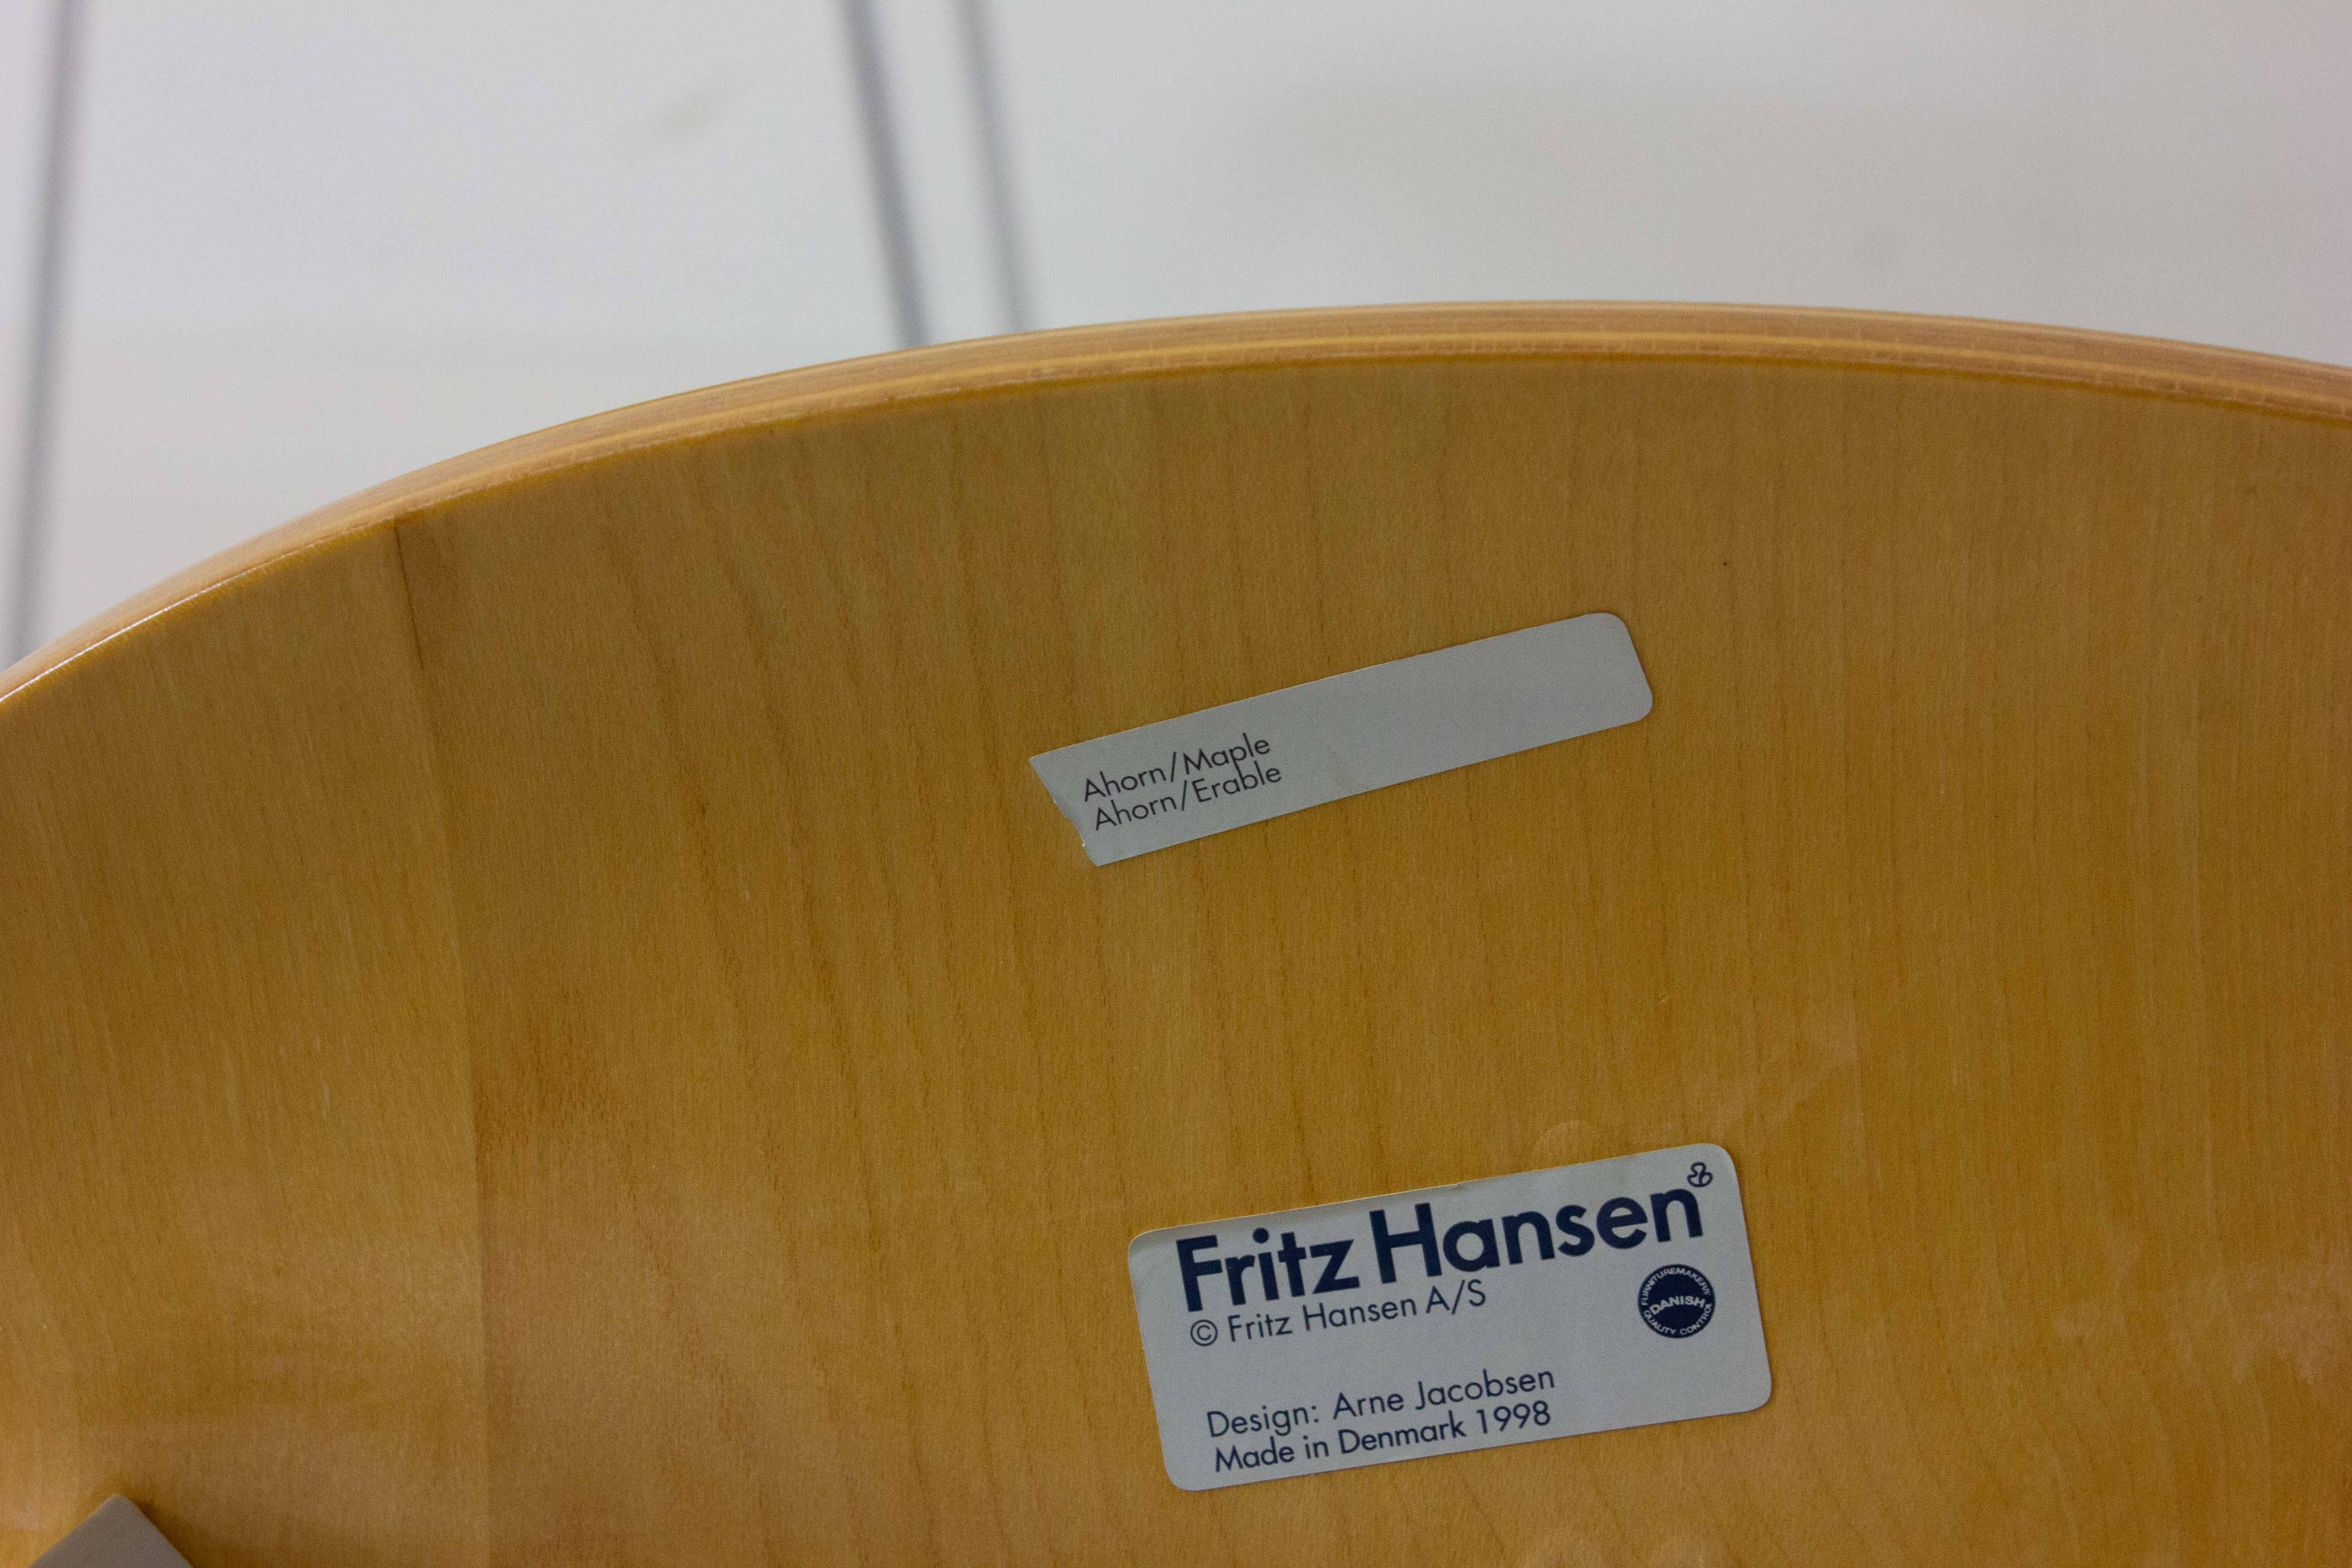 Ahorn/Maple
Ahorn/Erable
Fritz Hansen
© Fritz Hansen A/S
FURNITUREMAKERS'
DANISH
QUALITY CONTROL
Design: Arne Jacobsen
Made in Denmark 1998